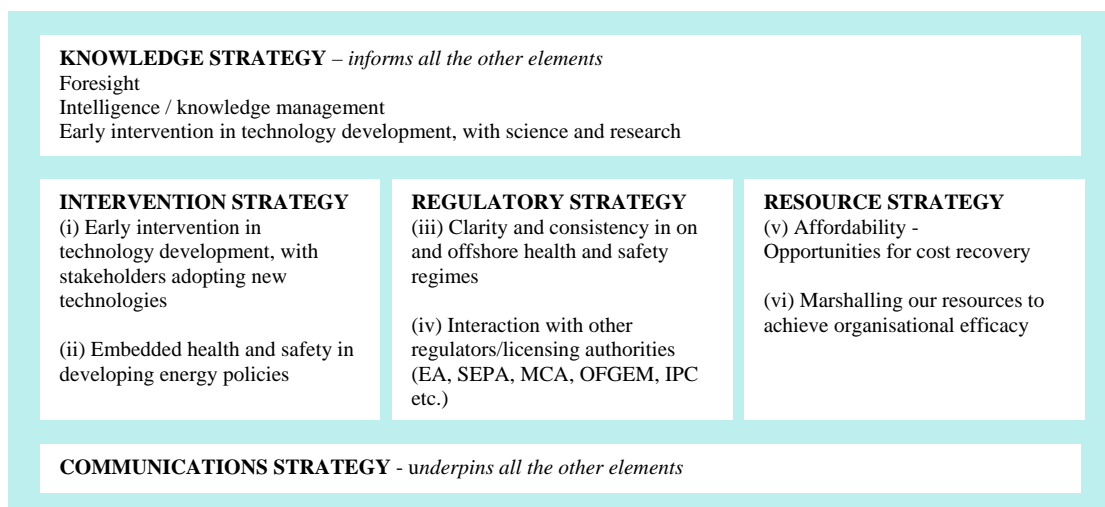 KNOWLEDGE STRATEGY – informs all the other elements
Foresight
Intelligence / knowledge management
Early intervention in technology development, with science and research
INTERVENTION STRATEGY
(i) Early intervention in
technology development, with
stakeholders adopting new
technologies
(ii) Embedded health and safety in
developing energy policies
REGULATORY STRATEGY
(iii) Clarity and consistency in on
and offshore health and safety
regimes
(iv) Interaction with other
regulators/licensing authorities
(EA, SEPA, MCA, OFGEM, IPC
etc.)
RESOURCE STRATEGY
(v) Affordability -
Opportunities for cost recovery
(vi) Marshalling our resources to
achieve organisational efficacy
COMMUNICATIONS STRATEGY - underpins all the other elements